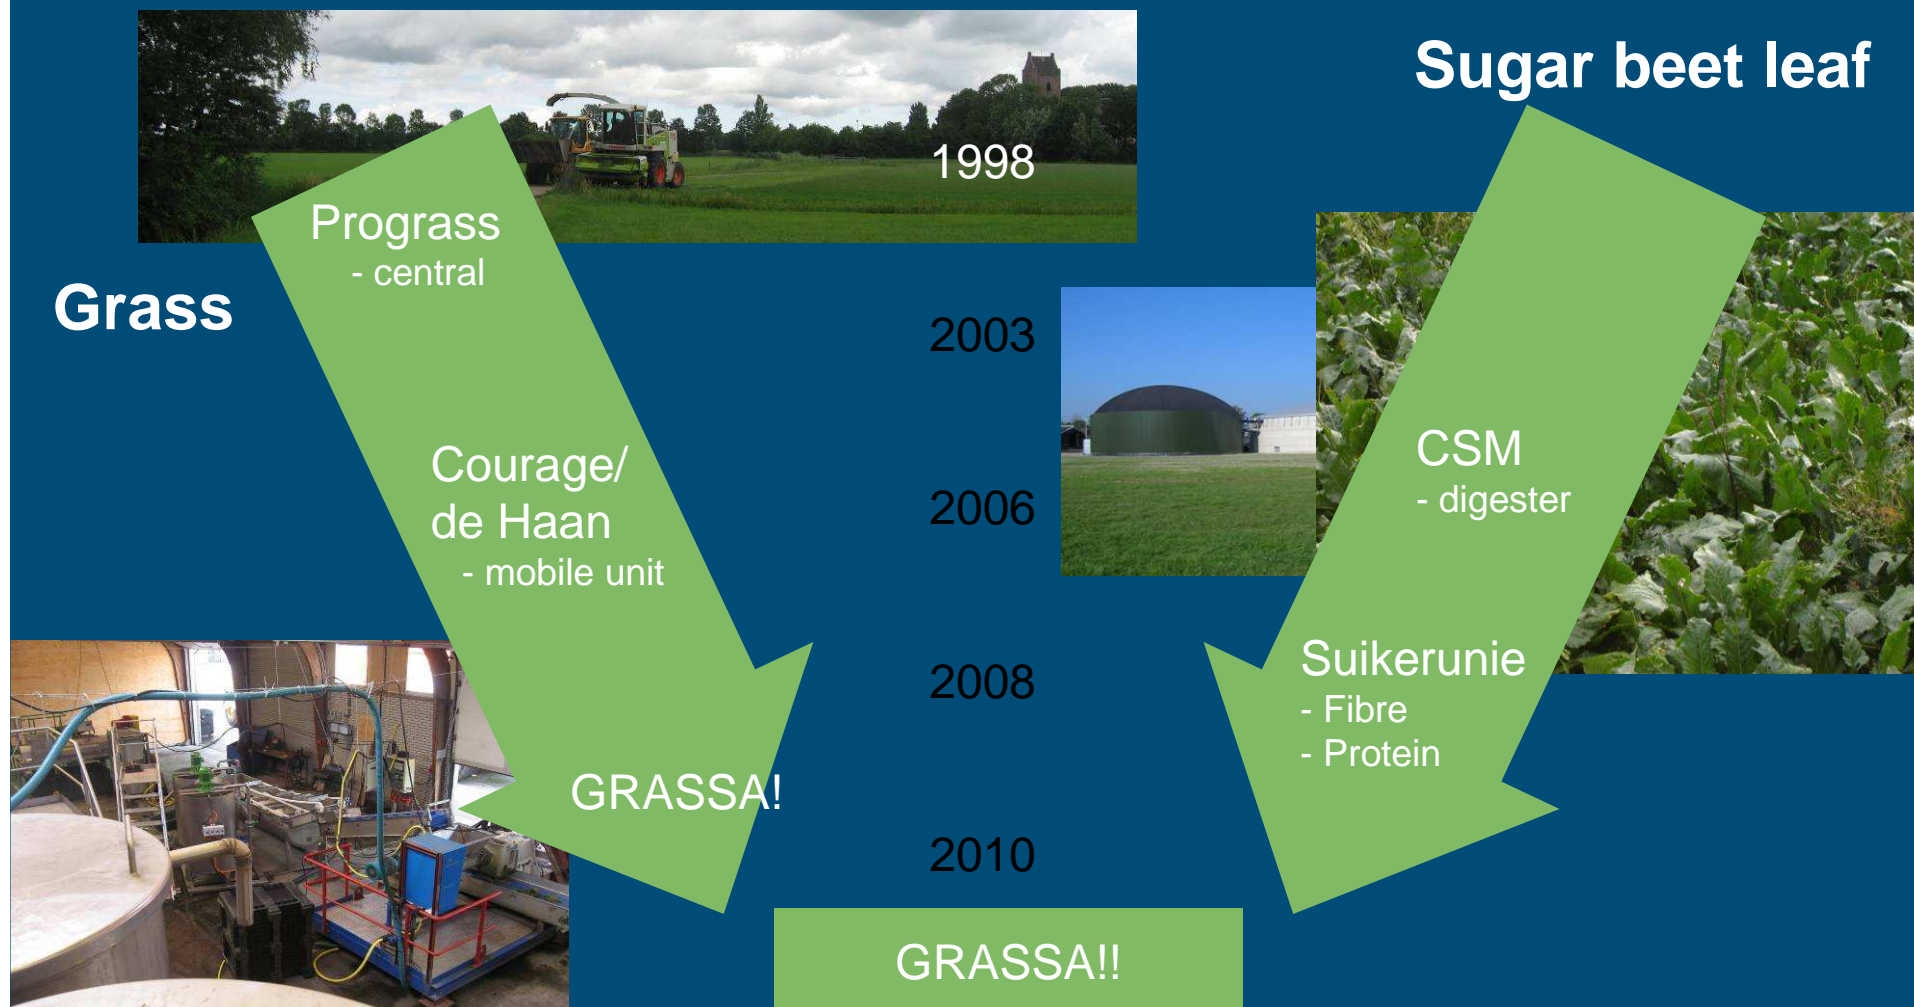 Sugar beet leaf
1998
Prograss
- central
Grass
2003
Courage/
de Haan
- mobile unit
CSM
- digester
2006
Suikerunie
- Fibre
- Protein
2008
GRASSA!
2010
GRASSA!!